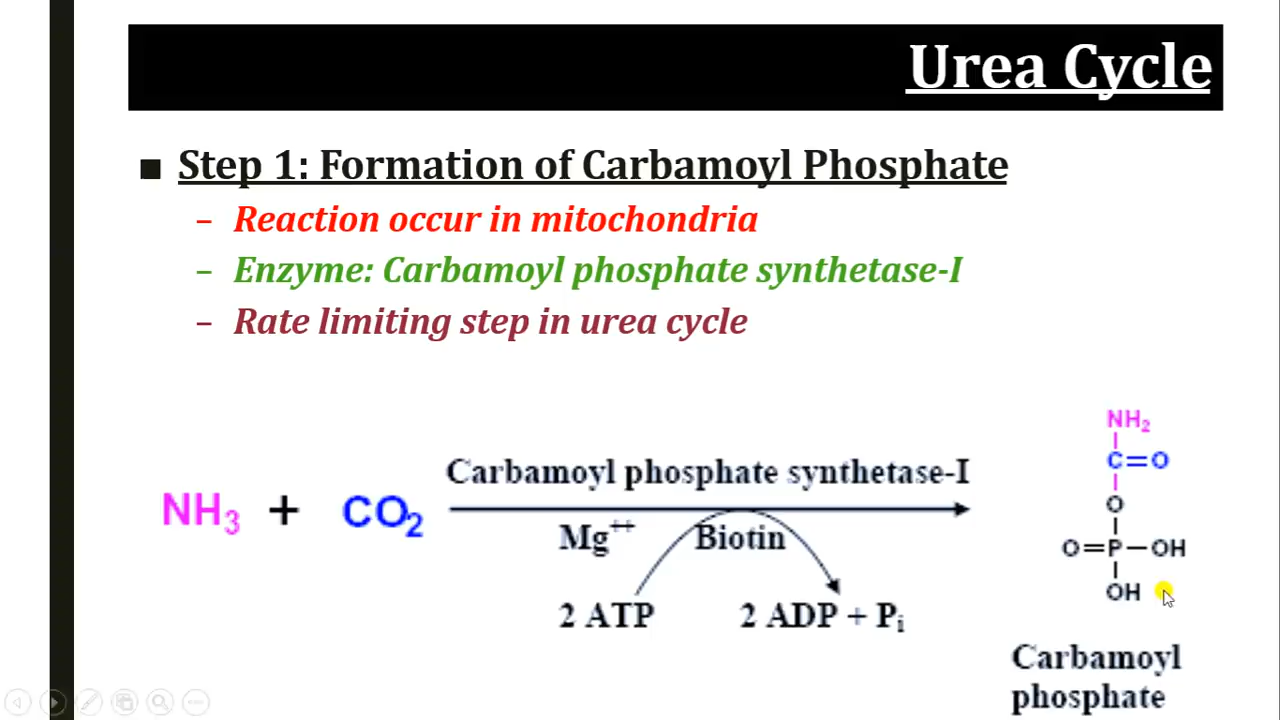 Urea Cycle
■ Step 1: Formation of Carbamoyl Phosphate
– Reaction occur in mitochondria
– Enzyme: Carbamoyl phosphate synthetase-I
– Rate limiting step in urea cycle
NH₃ + CO₂
Carbamoyl phosphate synthetase-I
Mg⁺⁺ Biotin
2 ATP 2 ADP + Pᵢ
NH₂
C=O
O
O=P–OH
OH
Carbamoyl
phosphate